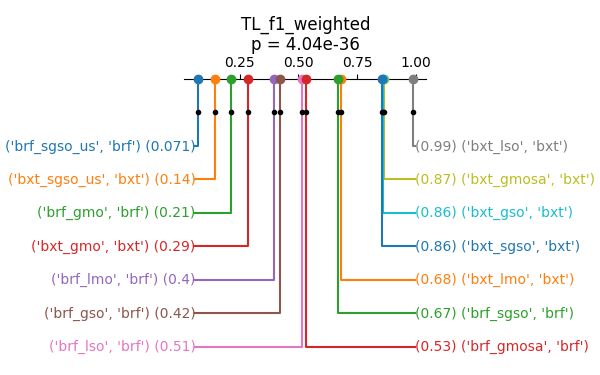 TL_f1_weighted
p = 4.04e-36
0.25 0.50 0.75 1.00
('brf_sgso_us', 'brf') (0.071)
(0.99) ('bxt_lso', 'bxt')
('bxt_sgso_us', 'bxt') (0.14)
(0.87) ('bxt_gmosa', 'bxt')
('brf_gmo', 'brf') (0.21)
(0.86) ('bxt_gso', 'bxt')
('bxt_gmo', 'bxt') (0.29)
(0.86) ('bxt_sgso', 'bxt')
('brf_lmo', 'brf') (0.4)
(0.68) ('bxt_lmo', 'bxt')
('brf_gso', 'brf') (0.42)
(0.67) ('brf_sgso', 'brf')
('brf_lso', 'brf') (0.51)
(0.53) ('brf_gmosa', 'brf')